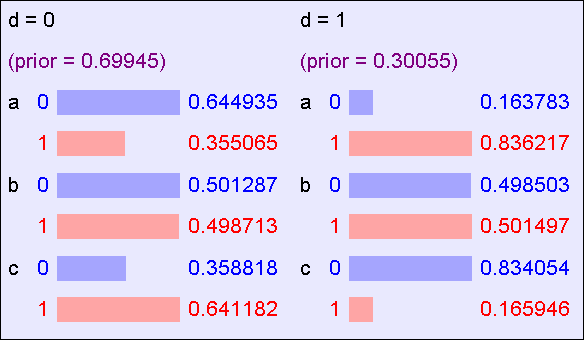 d = 0 d = 1
(prior = 0.69945) (prior = 0.30055)
a 0 0.644935 a 0 0.163783
1 0.355065 1 0.836217
b 0 0.501287 b 0 0.498503
1 0.498713 1 0.501497
c 0 0.358818 c 0 0.834054
1 0.641182 1 0.165946